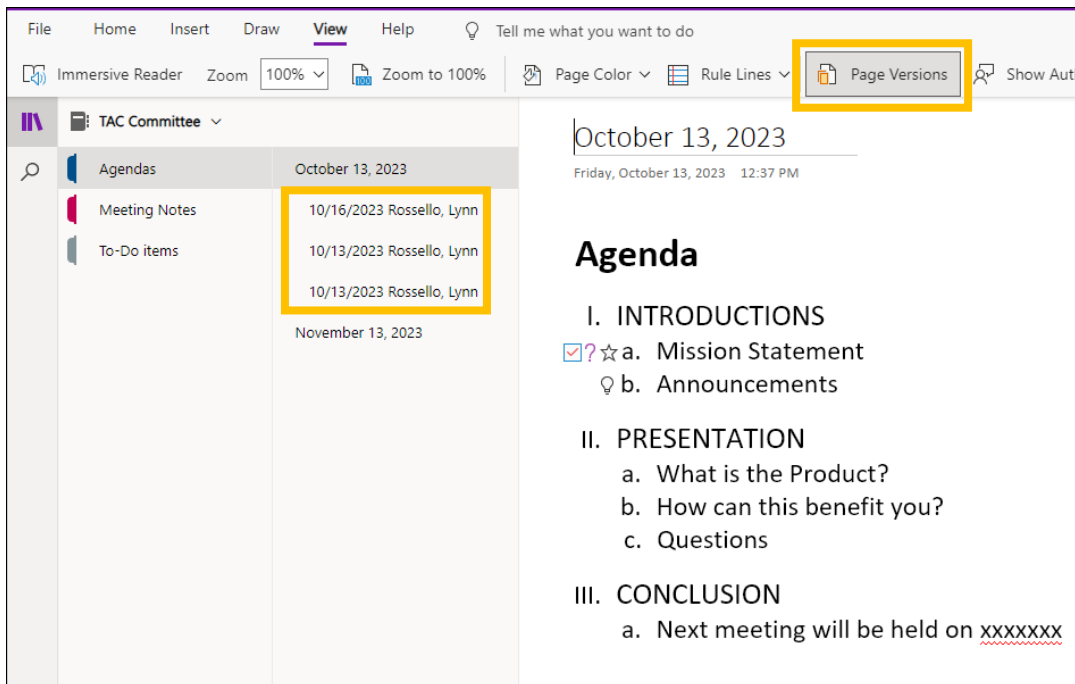 File Home Insert Draw View Help Tell me what you want to do
Immersive Reader Zoom 100% Zoom to 100% Page Color Rule Lines Page Versions Show Aut
TAC Committee
Agendas
Meeting Notes
To-Do items
October 13, 2023
10/16/2023 Rossello, Lynn
10/13/2023 Rossello, Lynn
10/13/2023 Rossello, Lynn
November 13, 2023
October 13, 2023
Friday, October 13, 2023 12:37 PM
Agenda
I. INTRODUCTIONS
a. Mission Statement
b. Announcements
II. PRESENTATION
a. What is the Product?
b. How can this benefit you?
c. Questions
III. CONCLUSION
a. Next meeting will be held on xxxxxxx